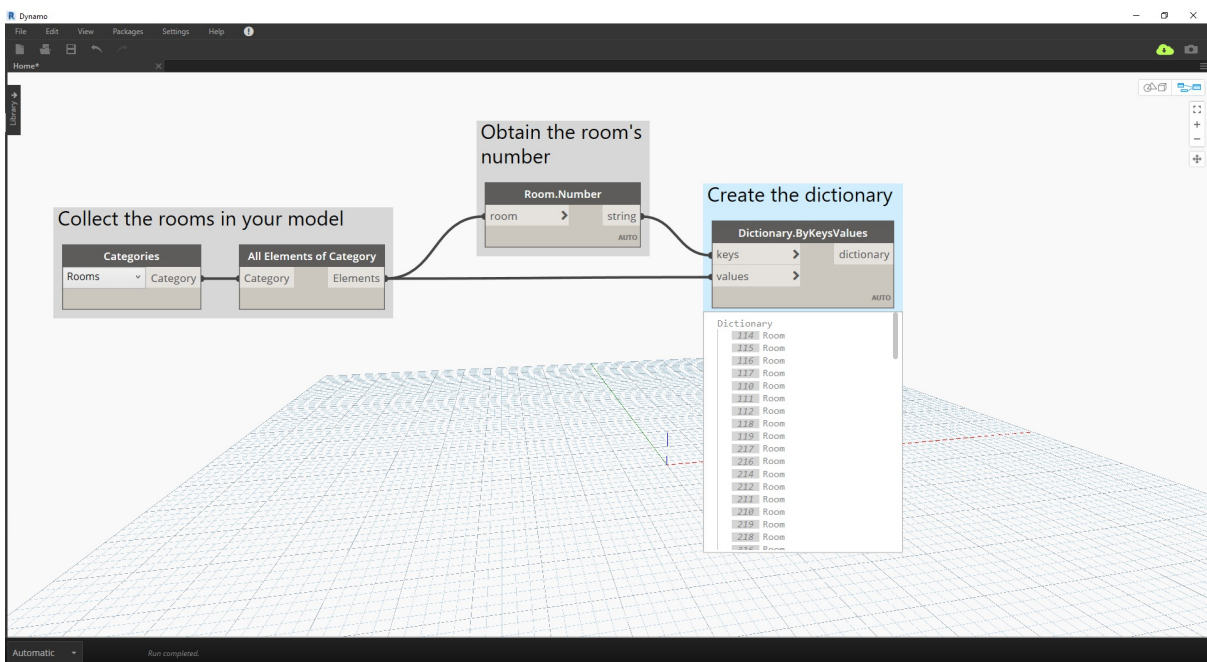 Dynamo
File Edit View Packages Settings Help !
Home*
Library
Obtain the room's
number
Room.Number
room > string
AUTO
Collect the rooms in your model
Categories
Rooms Category
All Elements of Category
Category Elements
Create the dictionary
Dictionary.ByKeysValues
keys > dictionary
values >
AUTO
Dictionary
114 Room
115 Room
116 Room
117 Room
110 Room
111 Room
112 Room
118 Room
119 Room
217 Room
216 Room
214 Room
212 Room
211 Room
210 Room
219 Room
218 Room
Automatic Run completed.